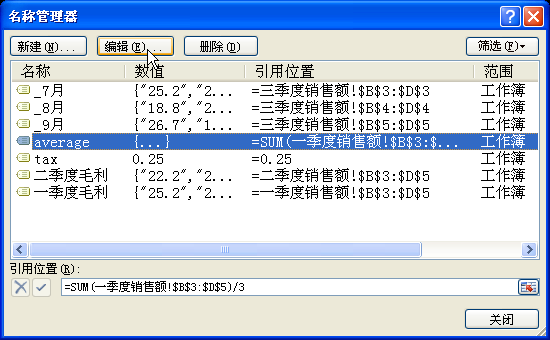 名称管理器
新建(N)... 编辑(E)... 删除(D) 筛选(F)
名称 数值 引用位置 范围
_7月 {"25.2","2... =三季度销售额!$B$3:$D$3 工作簿
_8月 {"18.8","2... =三季度销售额!$B$4:$D$4 工作簿
_9月 {"26.7","1... =三季度销售额!$B$5:$D$5 工作簿
average {...} =SUM(一季度销售额!$B$3:$... 工作簿
tax 0.25 =0.25 工作簿
二季度毛利 {"22.2","2... =二季度销售额!$B$3:$D$5 工作簿
一季度毛利 {"25.2","2... =一季度销售额!$B$3:$D$5 工作簿
引用位置(R):
=SUM(一季度销售额!$B$3:$D$5)/3
关闭